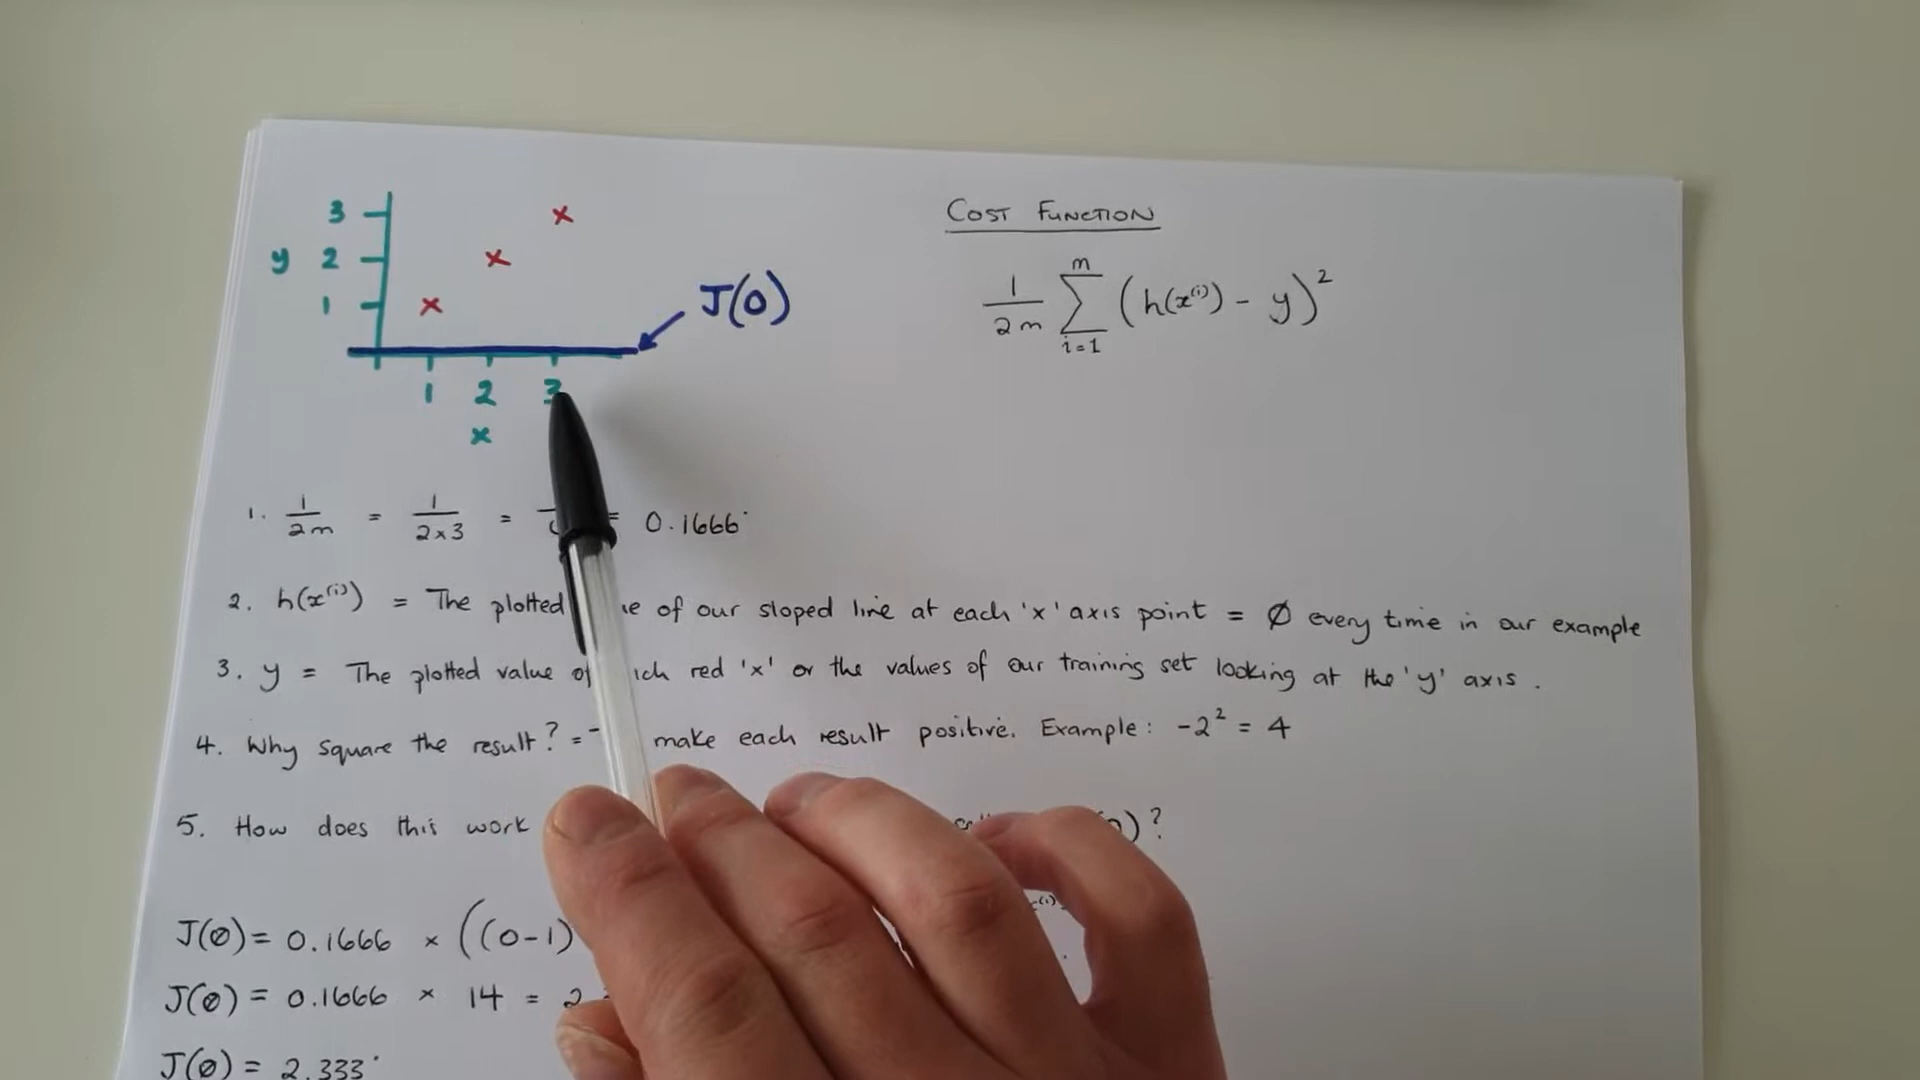 3
y 2
1
1 2 3
x
J(0)
COST FUNCTION
1/2m Σ m i=1 (h(x⁽ⁱ⁾) - y)²
1. 1/2m = 1/2x3 = = 0.1666˙
2. h(x⁽ⁱ⁾) = The plotted of our sloped line at each 'x' axis point = Ø every time in our example
3. y = The plotted value red 'x' or the values of our training set looking at the 'y' axis.
4. Why square the result? = make each result positive. Example: -2² = 4
5. How does this work ?
J(Ø) = 0.1666 x ((0-1)
J(Ø) = 0.1666 x 14 = 2
J(Ø) = 2.333˙